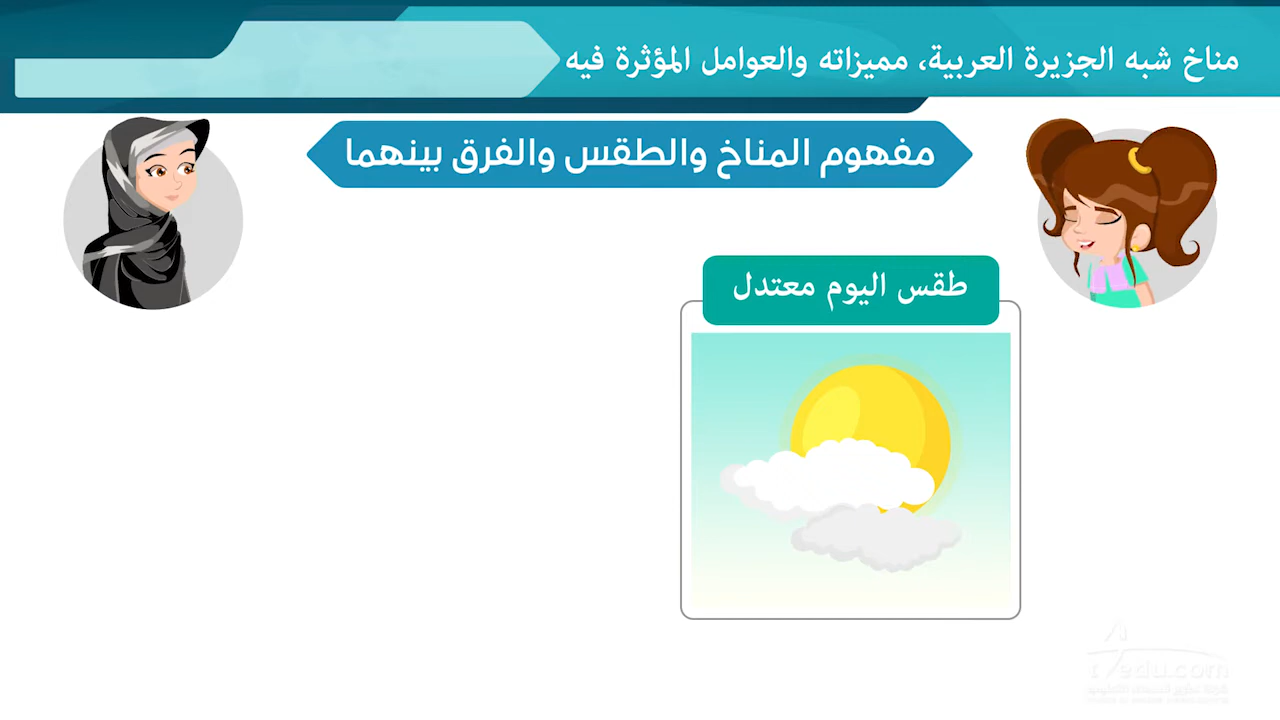 مناخ شبه الجزيرة العربية، مميزاته والعوامل المؤثرة فيه
مفهوم المناخ والطقس والفرق بينهما
طقس اليوم معتدل